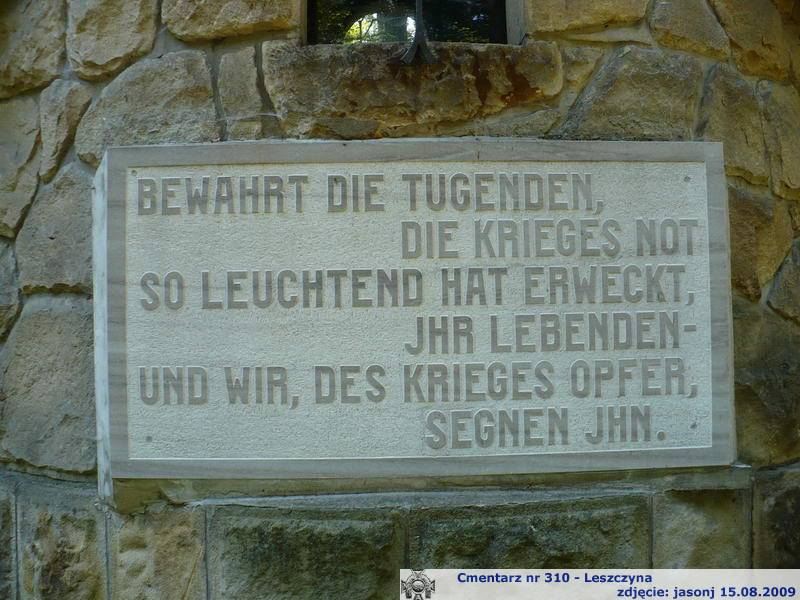 BEWAHRT DIE TUGENDEN,
DIE KRIEGES NOT
SO LEUCHTEND HAT ERWECKT,
JHR LEBENDEN-
UND WIR, DES KRIEGES OPFER,
SEGNEN JHN.
Cmentarz nr 310 - Leszczyna
zdjęcie: jasonj 15.08.2009